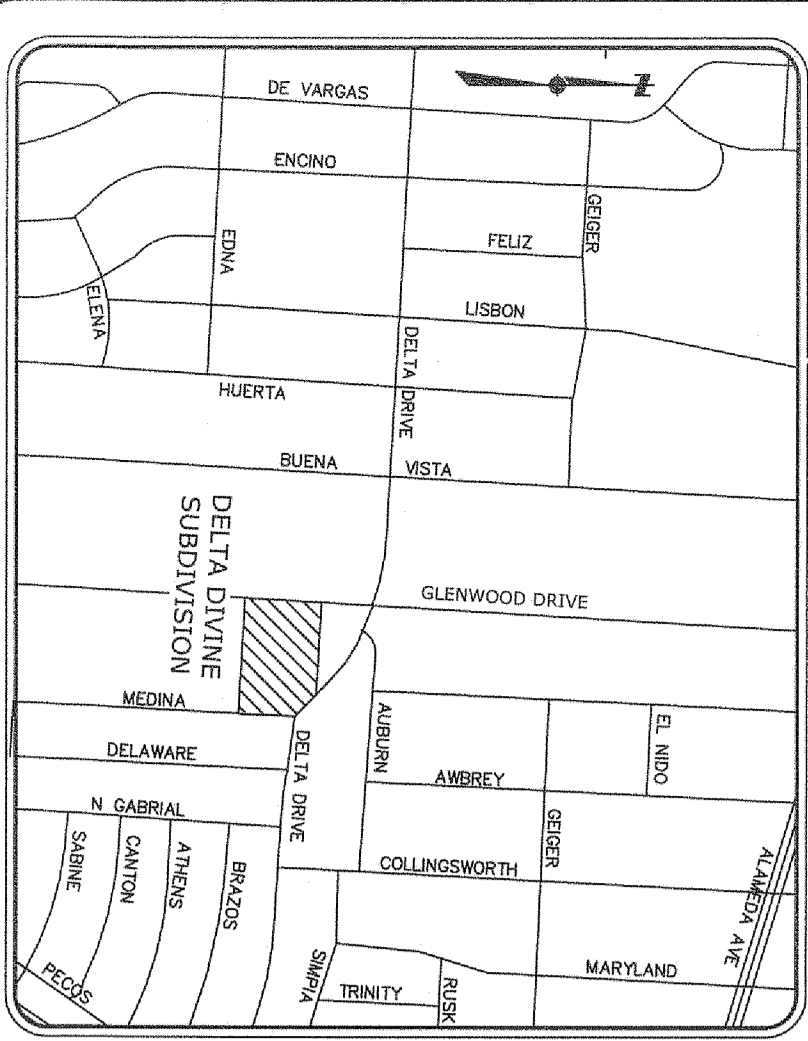 DE VARGAS
ENCINO
GEIGER
FELIZ
EDNA
ELENA
LISBON
DELTA DRIVE
HUERTA
BUENA VISTA
DELTA DIVINE
SUBDIVISION
GLENWOOD DRIVE
MEDINA
AUBURN
EL NIDO
DELAWARE
DELTA DRIVE
AWBREY
N GABRIAL
GEIGER
COLLINGSWORTH
ALAMEDA AVE
SABINE
CANTON
ATHENS
BRAZOS
PECOS
SIMPIA
TRINITY
RUSK
MARYLAND